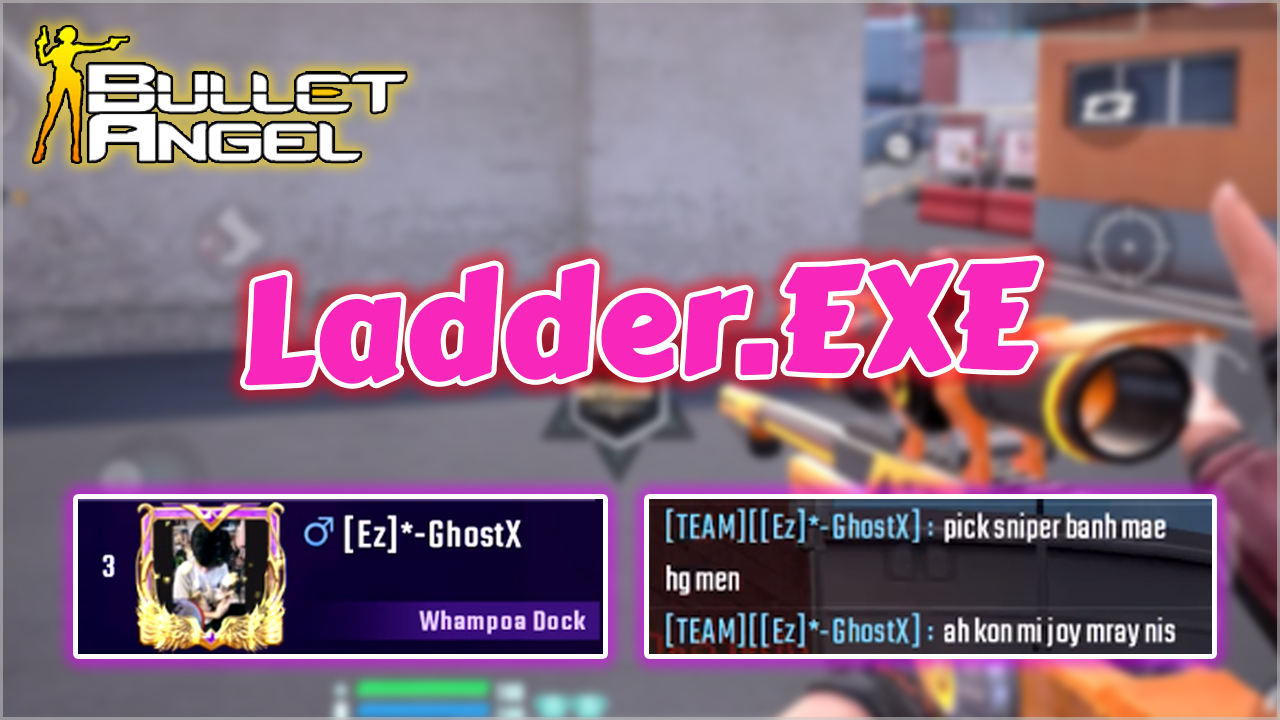 BULLET
ANGEL
Ladder.EXE
3
♂ [Ez]*-GhostX
Whampoa Dock
[TEAM][[Ez]*-GhostX] : pick sniper banh mae
hg men
[TEAM][[Ez]*-GhostX] : ah kon mi joy mray nis